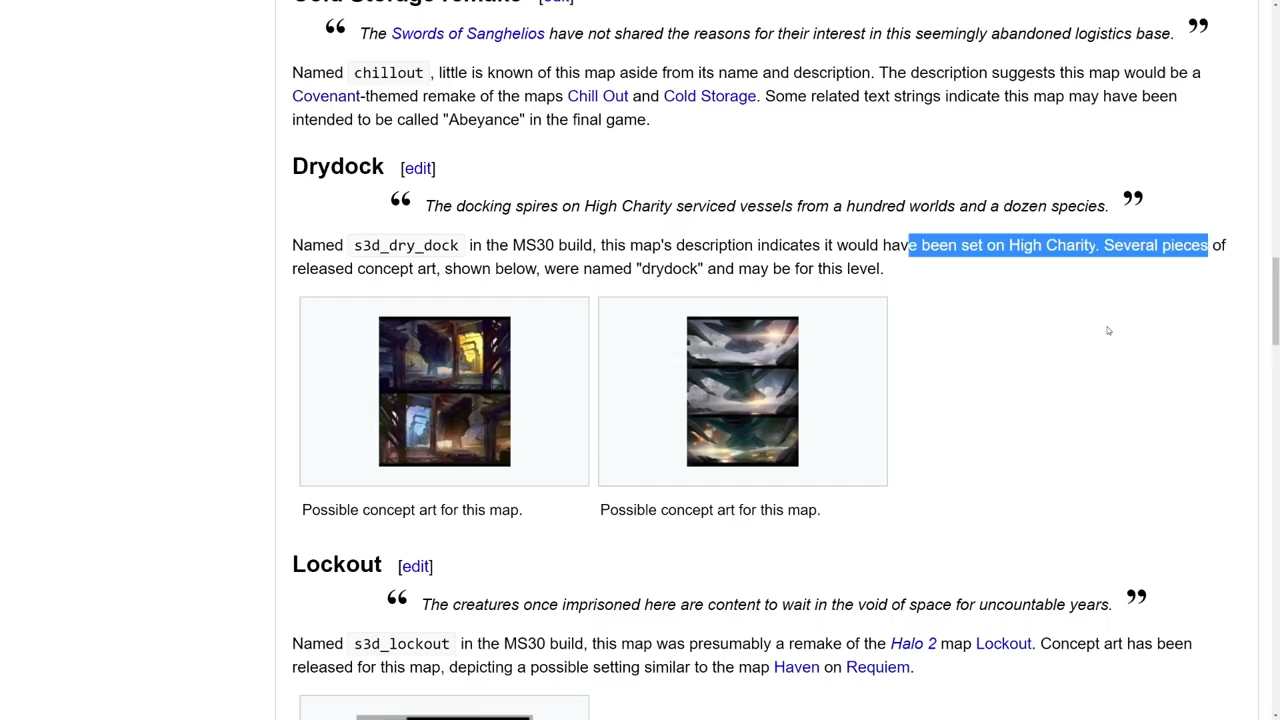 Cold Storage remake [edit]
“ The Swords of Sanghelios have not shared the reasons for their interest in this seemingly abandoned logistics base. ”
Named chillout , little is known of this map aside from its name and description. The description suggests this map would be a
Covenant-themed remake of the maps Chill Out and Cold Storage. Some related text strings indicate this map may have been
intended to be called "Abeyance" in the final game.
Drydock [edit]
“ The docking spires on High Charity serviced vessels from a hundred worlds and a dozen species. ”
Named s3d_dry_dock in the MS30 build, this map's description indicates it would have been set on High Charity. Several pieces of
released concept art, shown below, were named "drydock" and may be for this level.
Possible concept art for this map.
Possible concept art for this map.
Lockout [edit]
“ The creatures once imprisoned here are content to wait in the void of space for uncountable years. ”
Named s3d_lockout in the MS30 build, this map was presumably a remake of the Halo 2 map Lockout. Concept art has been
released for this map, depicting a possible setting similar to the map Haven on Requiem.